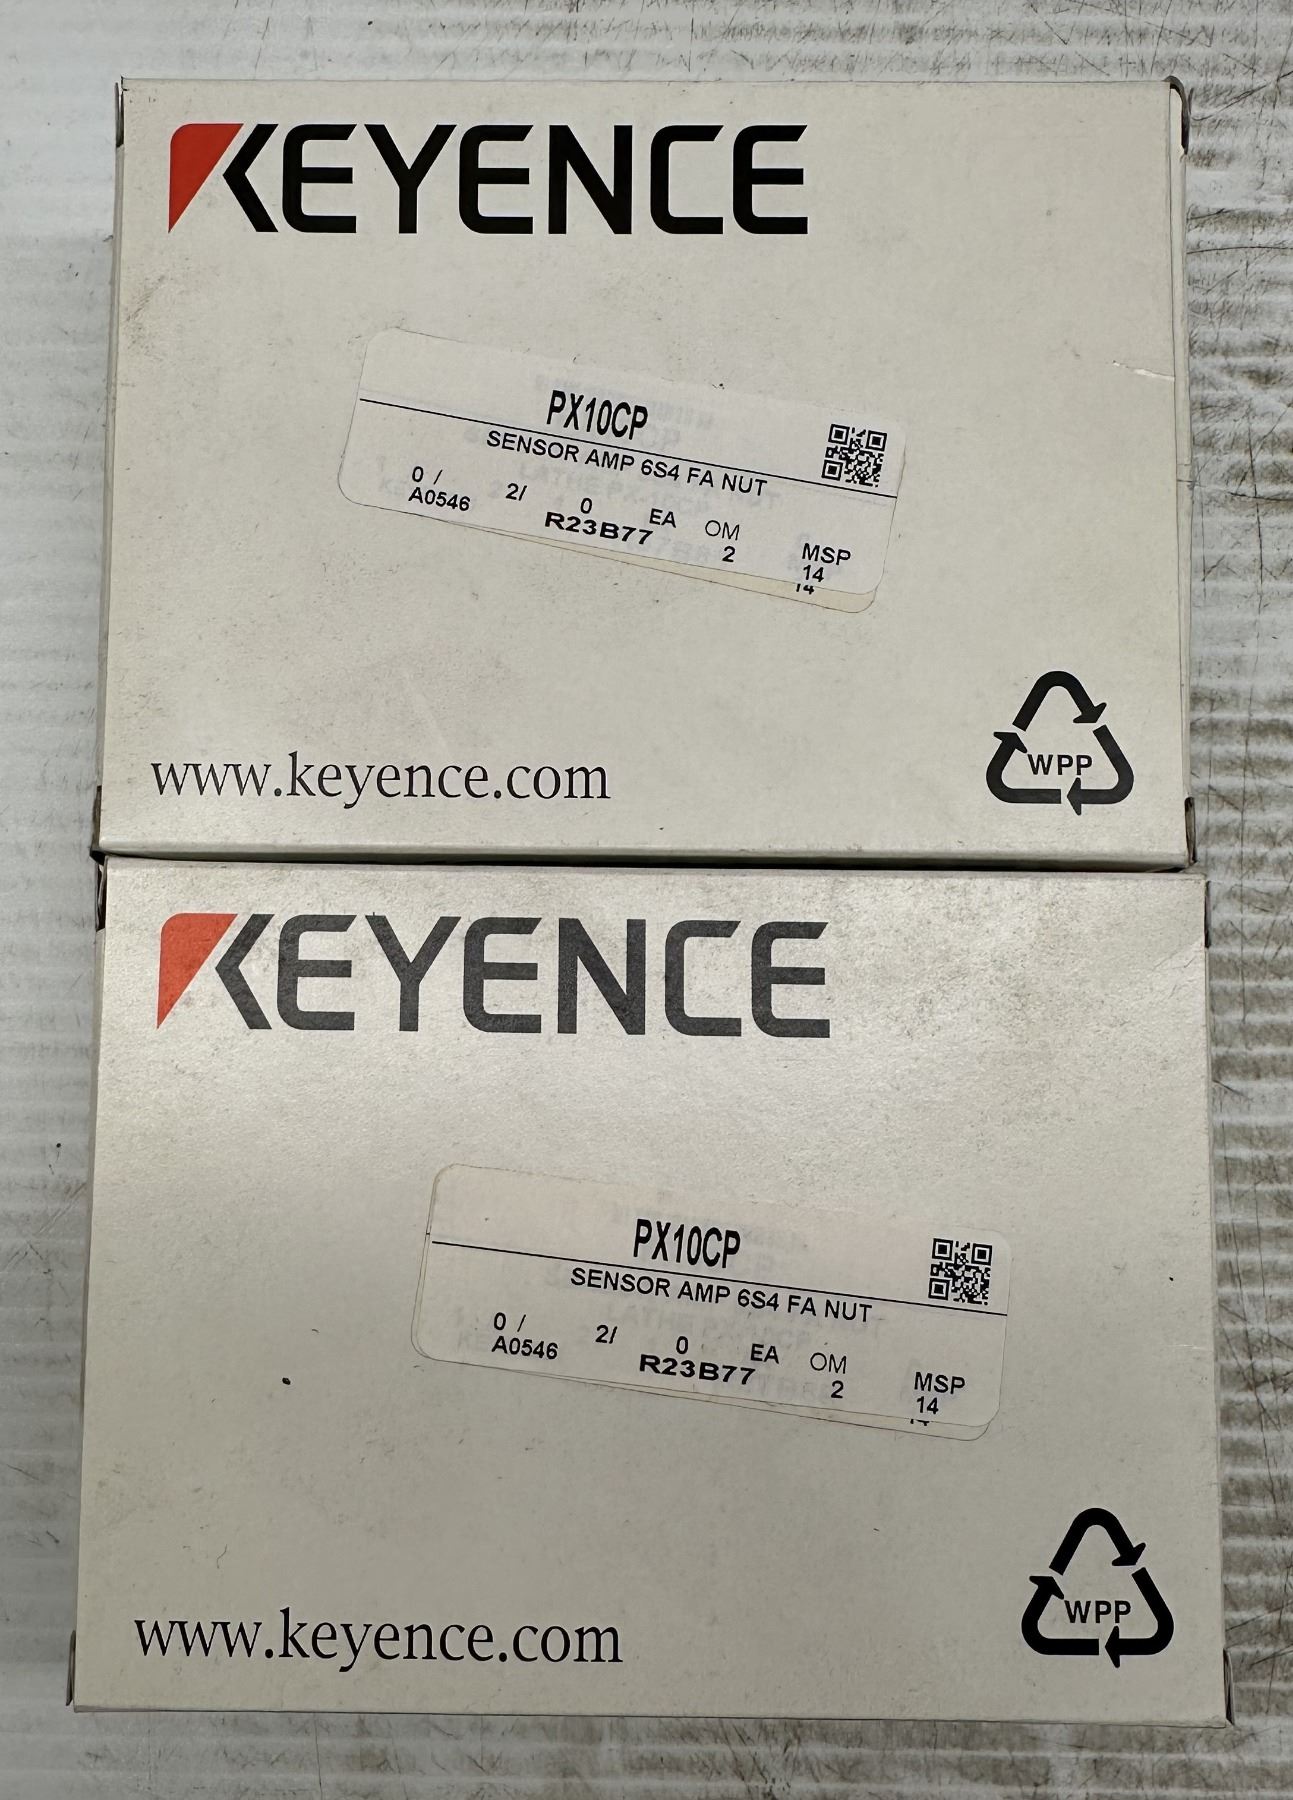 KEYENCE
PX10CP
SENSOR AMP 6S4 FA NUT
0 / 2/ 0 EA OM MSP
A0546 R23B77 2 14
14
www.keyence.com
WPP
KEYENCE
PX10CP
SENSOR AMP 6S4 FA NUT
0 / 2/ 0 EA OM MSP
A0546 R23B77 2 14
www.keyence.com
WPP